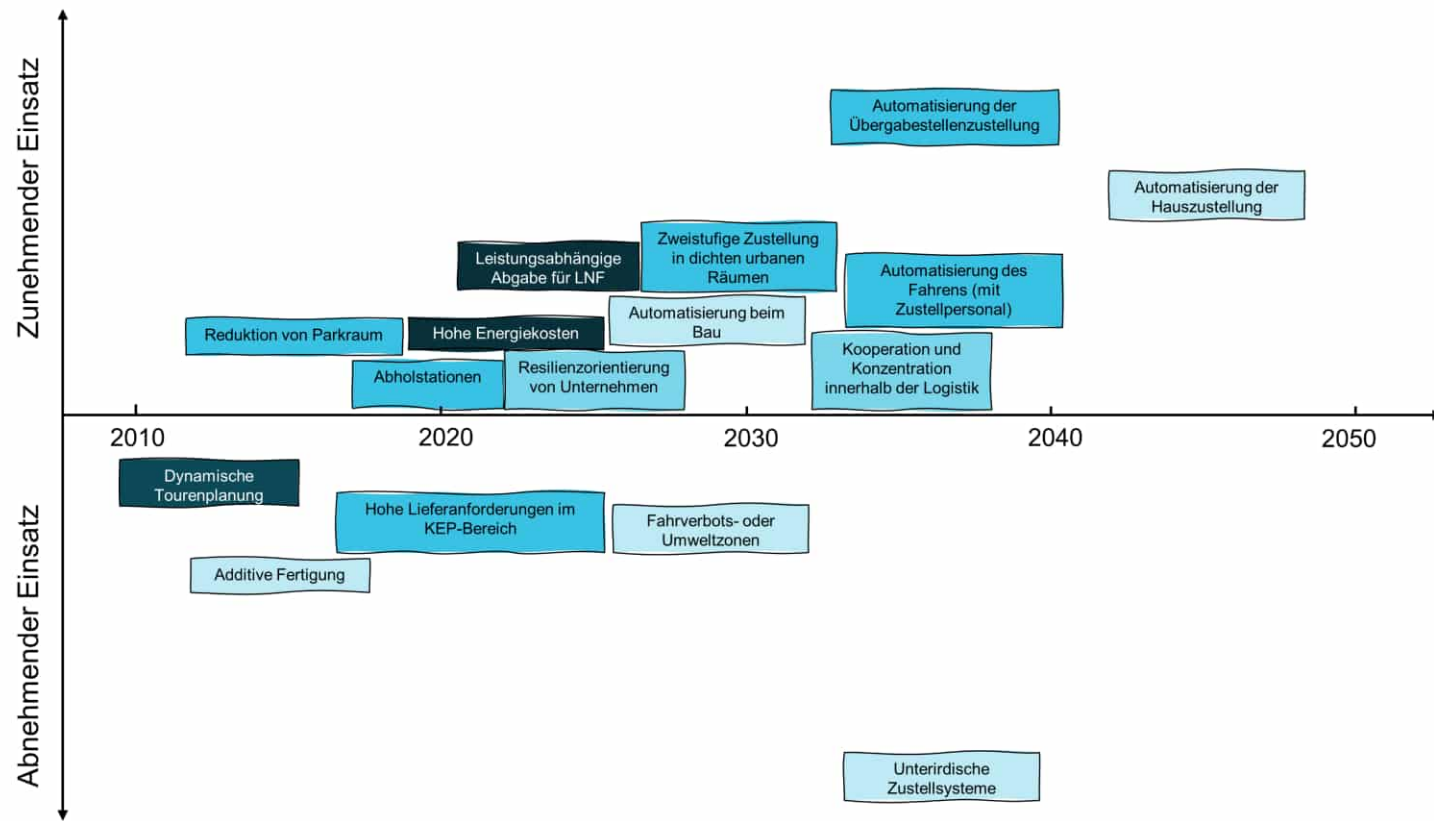 Zunehmender Einsatz
Automatisierung der
Übergabestellenzustellung
Automatisierung der
Hauszustellung
Zweistufige Zustellung
in dichten urbanen
Räumen
Leistungsabhängige
Abgabe für LNF
Automatisierung des
Fahrens (mit
Zustellpersonal)
Automatisierung beim
Bau
Reduktion von Parkraum
Hohe Energiekosten
Kooperation und
Konzentration
innerhalb der Logistik
Abholstationen
Resilienzorientierung
von Unternehmen
2010
2020
2030
2040
2050
Abnehmender Einsatz
Dynamische
Tourenplanung
Hohe Lieferanforderungen im
KEP-Bereich
Fahrverbots- oder
Umweltzonen
Additive Fertigung
Unterirdische
Zustellsysteme